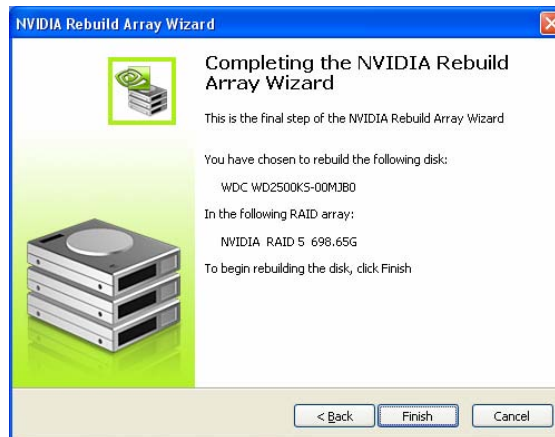 NVIDIA Rebuild Array Wizard
Completing the NVIDIA Rebuild
Array Wizard
This is the final step of the NVIDIA Rebuild Array Wizard
You have chosen to rebuild the following disk:
WDC WD2500KS-00MJB0
In the following RAID array:
NVIDIA RAID 5 698.65G
To begin rebuilding the disk, click Finish
< Back
Finish
Cancel